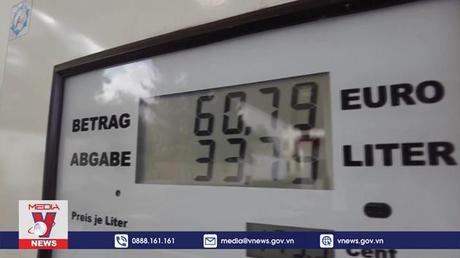 BETRAG 60,79 EURO
ABGABE 33,79 LITER
Preis je Liter
Cent
MEDIA
NEWS
0888.161.161 media@vnews.gov.vn vnews.gov.vn